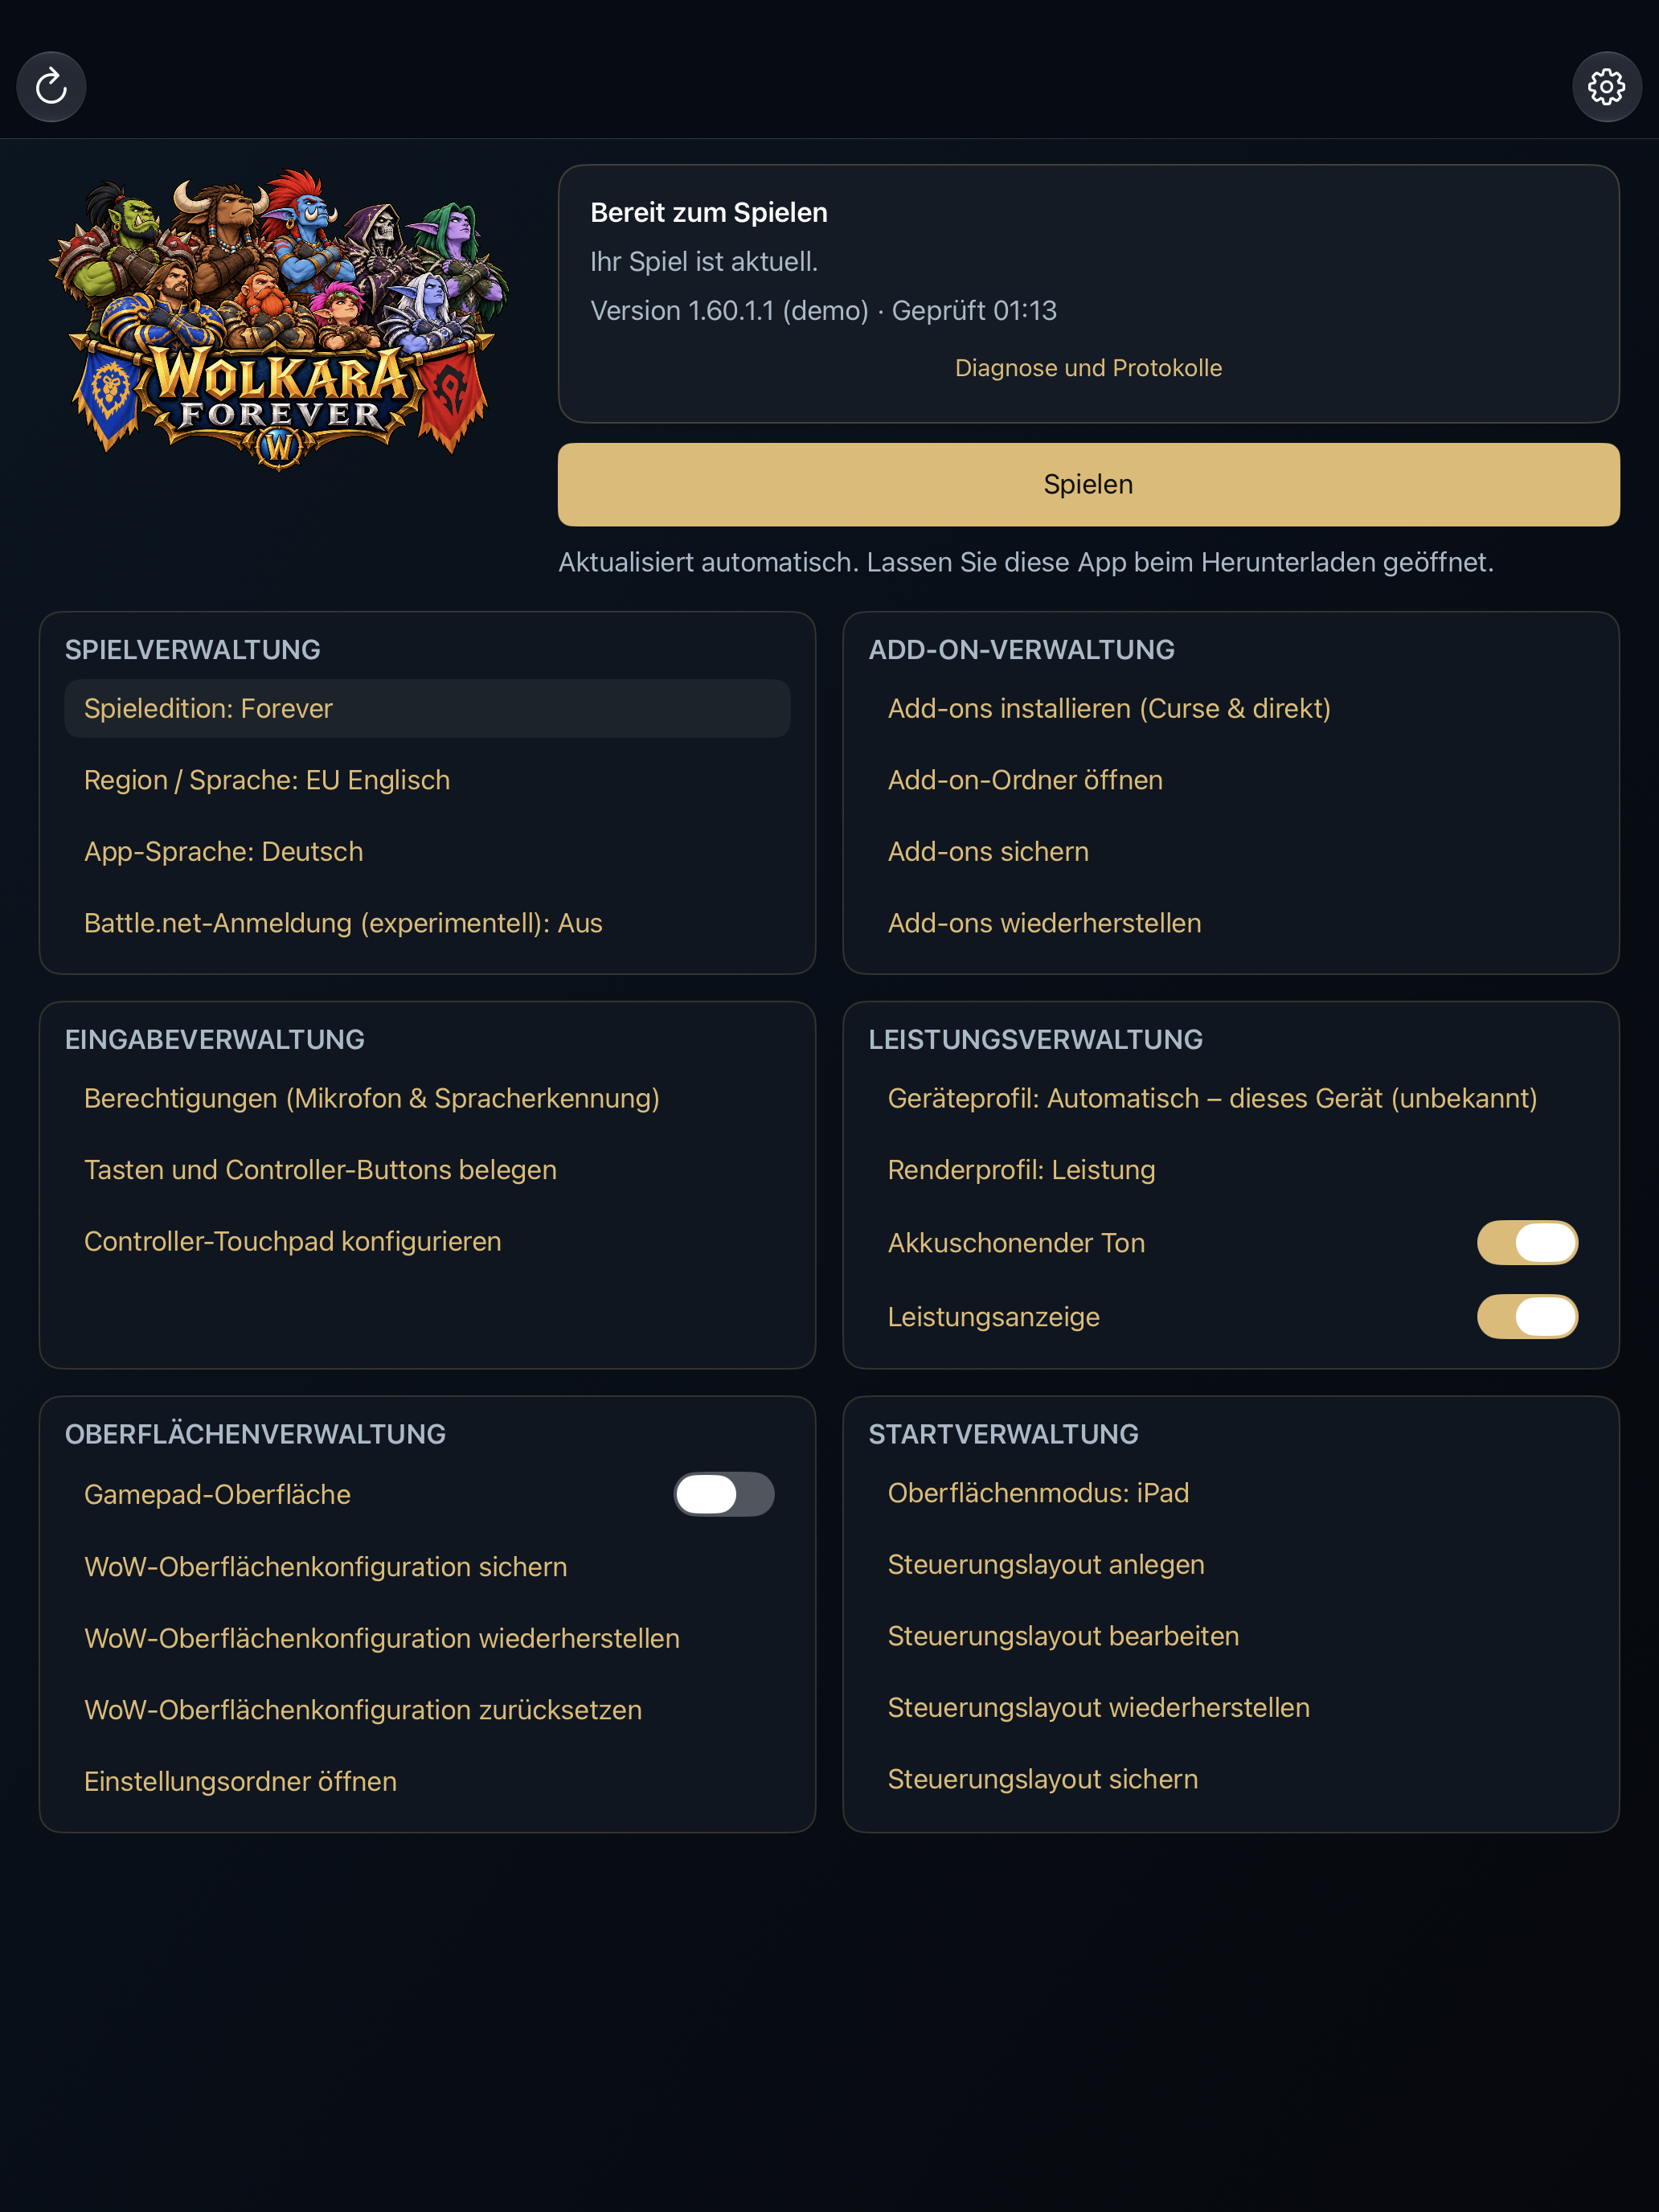 WOLKARA
FOREVER
W
Bereit zum Spielen
Ihr Spiel ist aktuell.
Version 1.60.1.1 (demo) · Geprüft 01:13
Diagnose und Protokolle
Spielen
Aktualisiert automatisch. Lassen Sie diese App beim Herunterladen geöffnet.
SPIELVERWALTUNG
Spieledition: Forever
Region / Sprache: EU Englisch
App-Sprache: Deutsch
Battle.net-Anmeldung (experimentell): Aus
ADD-ON-VERWALTUNG
Add-ons installieren (Curse & direkt)
Add-on-Ordner öffnen
Add-ons sichern
Add-ons wiederherstellen
EINGABEVERWALTUNG
Berechtigungen (Mikrofon & Spracherkennung)
Tasten und Controller-Buttons belegen
Controller-Touchpad konfigurieren
LEISTUNGSVERWALTUNG
Geräteprofil: Automatisch – dieses Gerät (unbekannt)
Renderprofil: Leistung
Akkuschonender Ton
Leistungsanzeige
OBERFLÄCHENVERWALTUNG
Gamepad-Oberfläche
WoW-Oberflächenkonfiguration sichern
WoW-Oberflächenkonfiguration wiederherstellen
WoW-Oberflächenkonfiguration zurücksetzen
Einstellungsordner öffnen
STARTVERWALTUNG
Oberflächenmodus: iPad
Steuerungslayout anlegen
Steuerungslayout bearbeiten
Steuerungslayout wiederherstellen
Steuerungslayout sichern